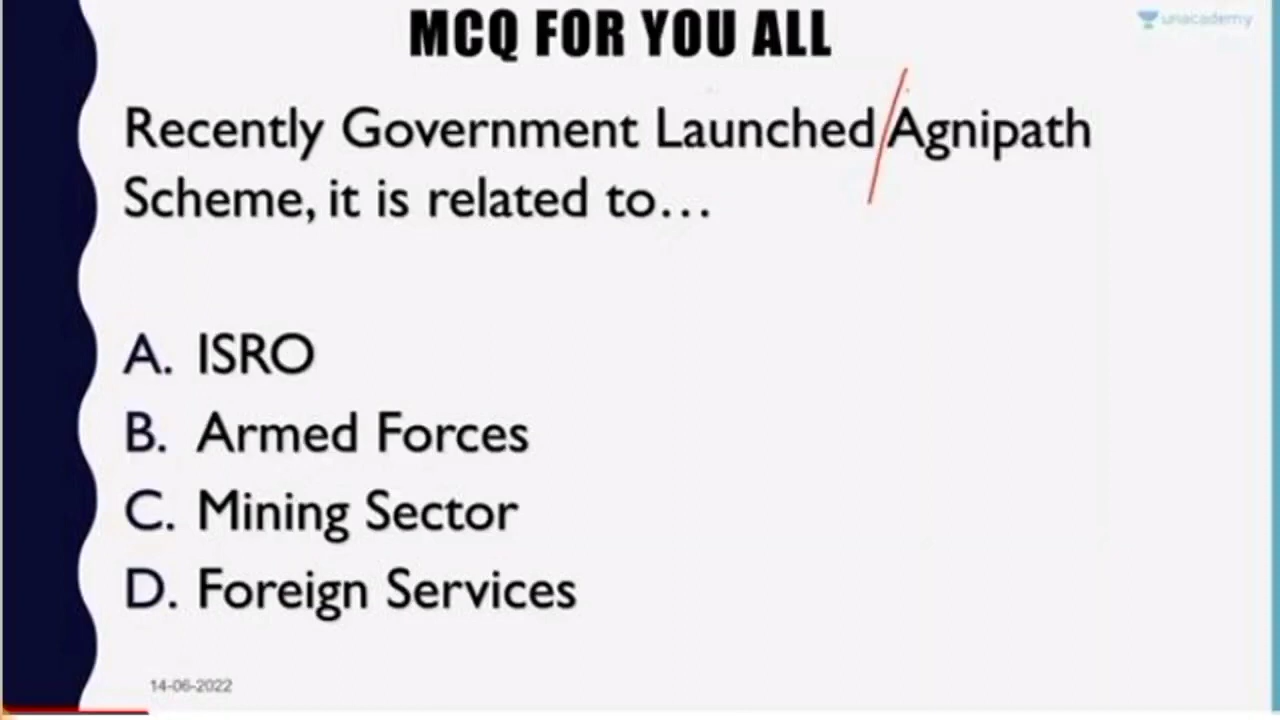 MCQ FOR YOU ALL
unacademy
Recently Government Launched Agnipath
Scheme, it is related to...
A. ISRO
B. Armed Forces
C. Mining Sector
D. Foreign Services
14-06-2022